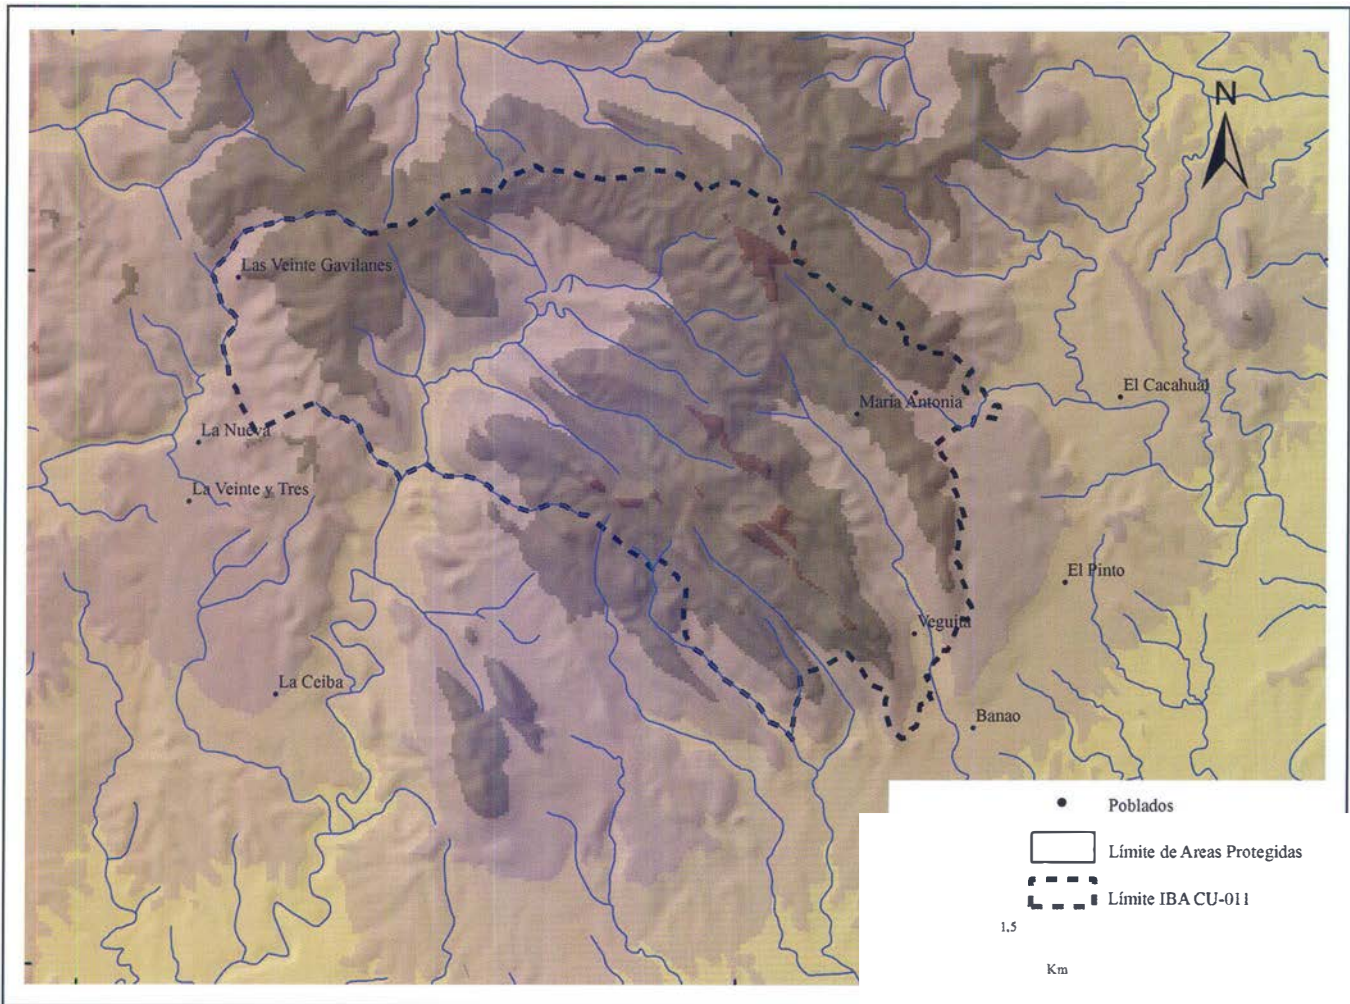 N
Las Veinte Gavilanes
El Cacahual
María Antonia
La Nueva
La Veinte y Tres
El Pinto
Veguita
La Ceiba
Banao
Poblados
Límite de Areas Protegidas
Límite IBA CU-011
1,5
Km